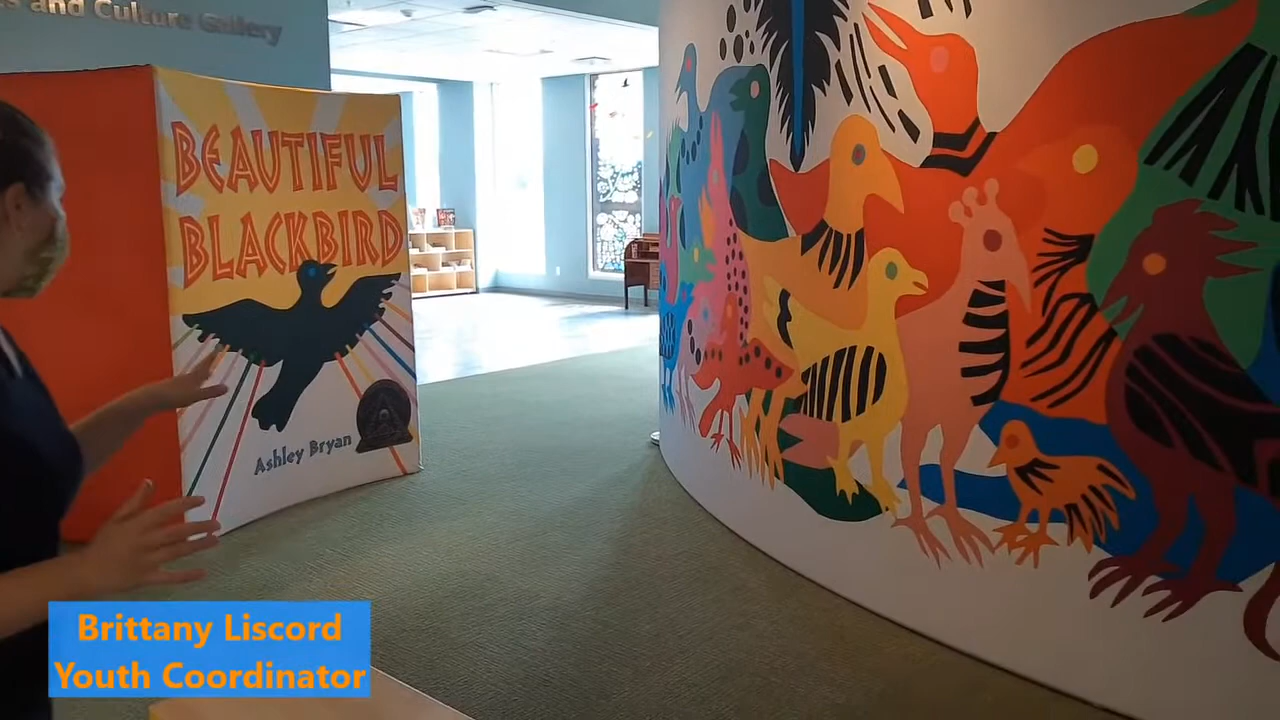 and Culture Gallery
BEAUTIFUL
BLACKBIRD
Ashley Bryan
Brittany Liscord
Youth Coordinator